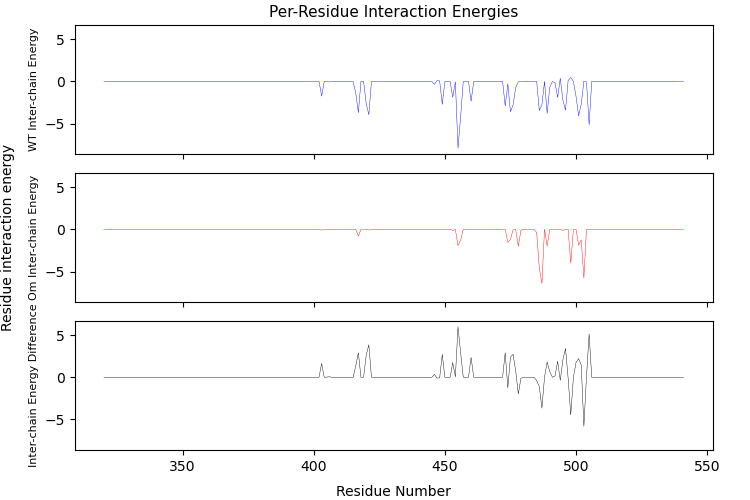 Per-Residue Interaction Energies
Residue interaction energy
WT Inter-chain Energy
5
0
−5
Om Inter-chain Energy
5
0
−5
Inter-chain Energy Difference
5
0
−5
350
400
450
500
550
Residue Number